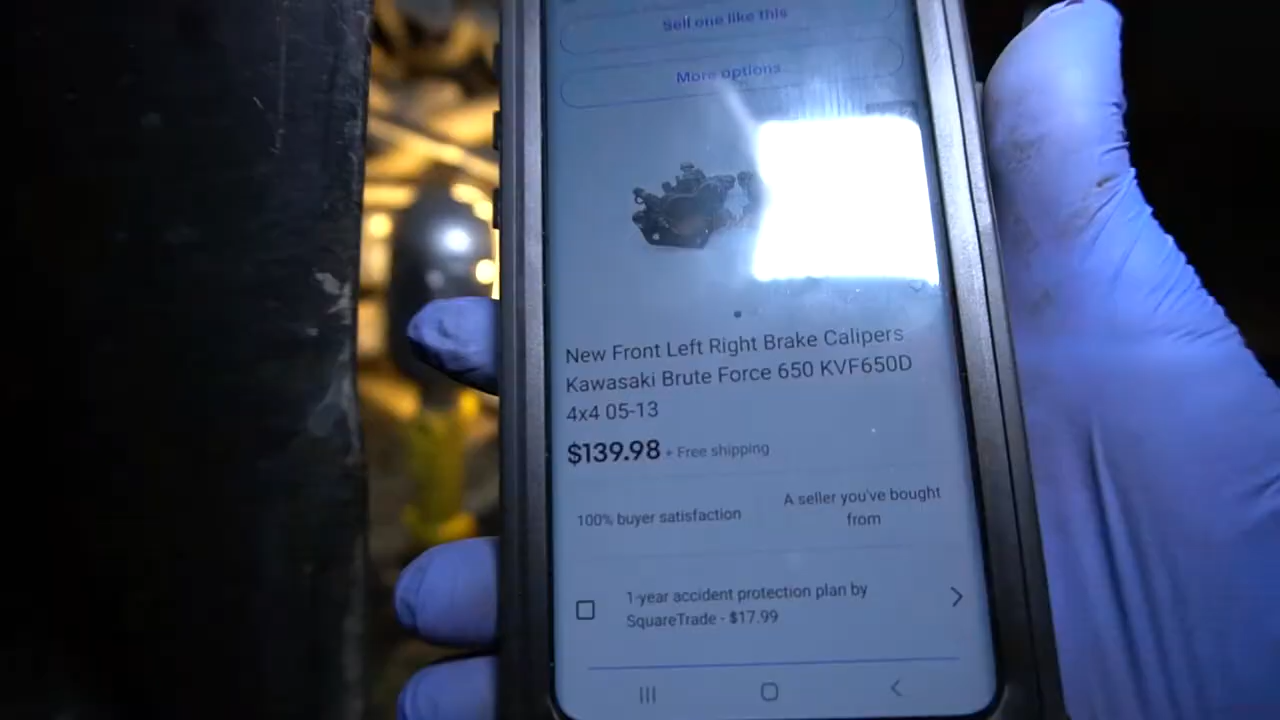 Sell one like this
More options
New Front Left Right Brake Calipers
Kawasaki Brute Force 650 KVF650D
4x4 05-13
$139.98 + Free shipping
100% buyer satisfaction
A seller you've bought
from
1-year accident protection plan by
SquareTrade - $17.99